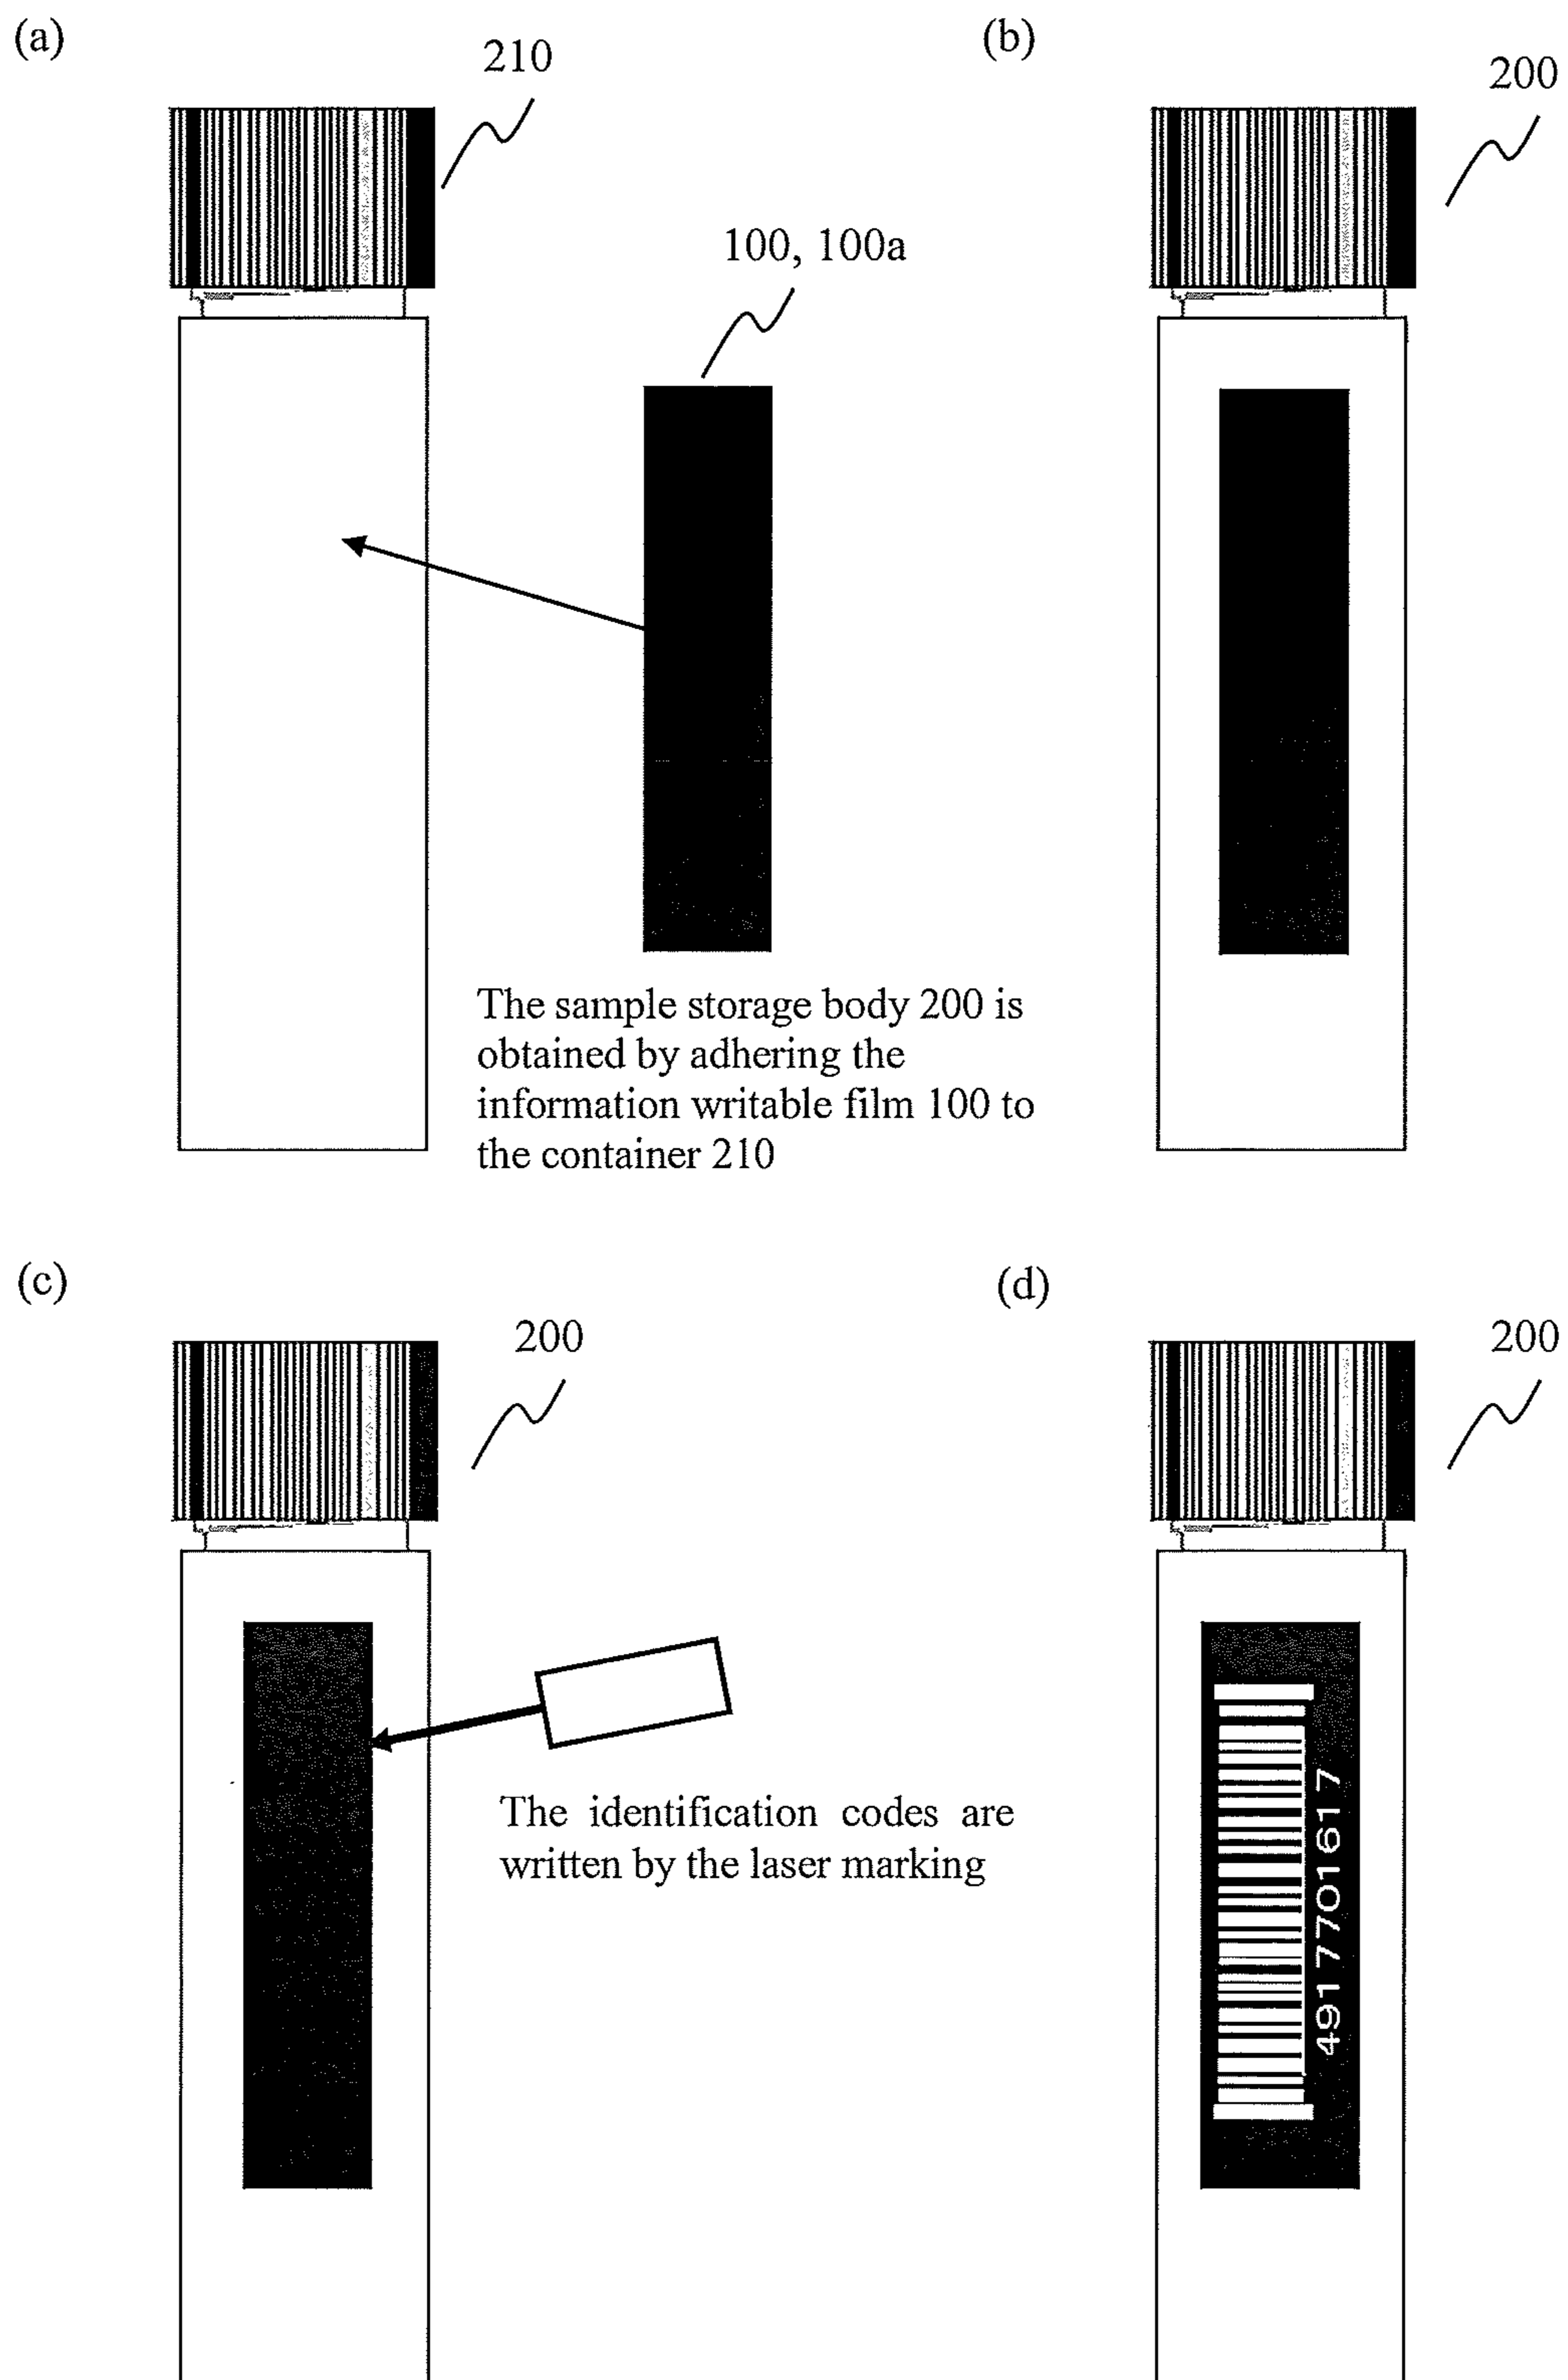 (a)
210
(b)
200
100, 100a
The sample storage body 200 is
obtained by adhering the
information writable film 100 to
the container 210
(c)
200
(d)
200
The identification codes are
written by the laser marking
4917701617